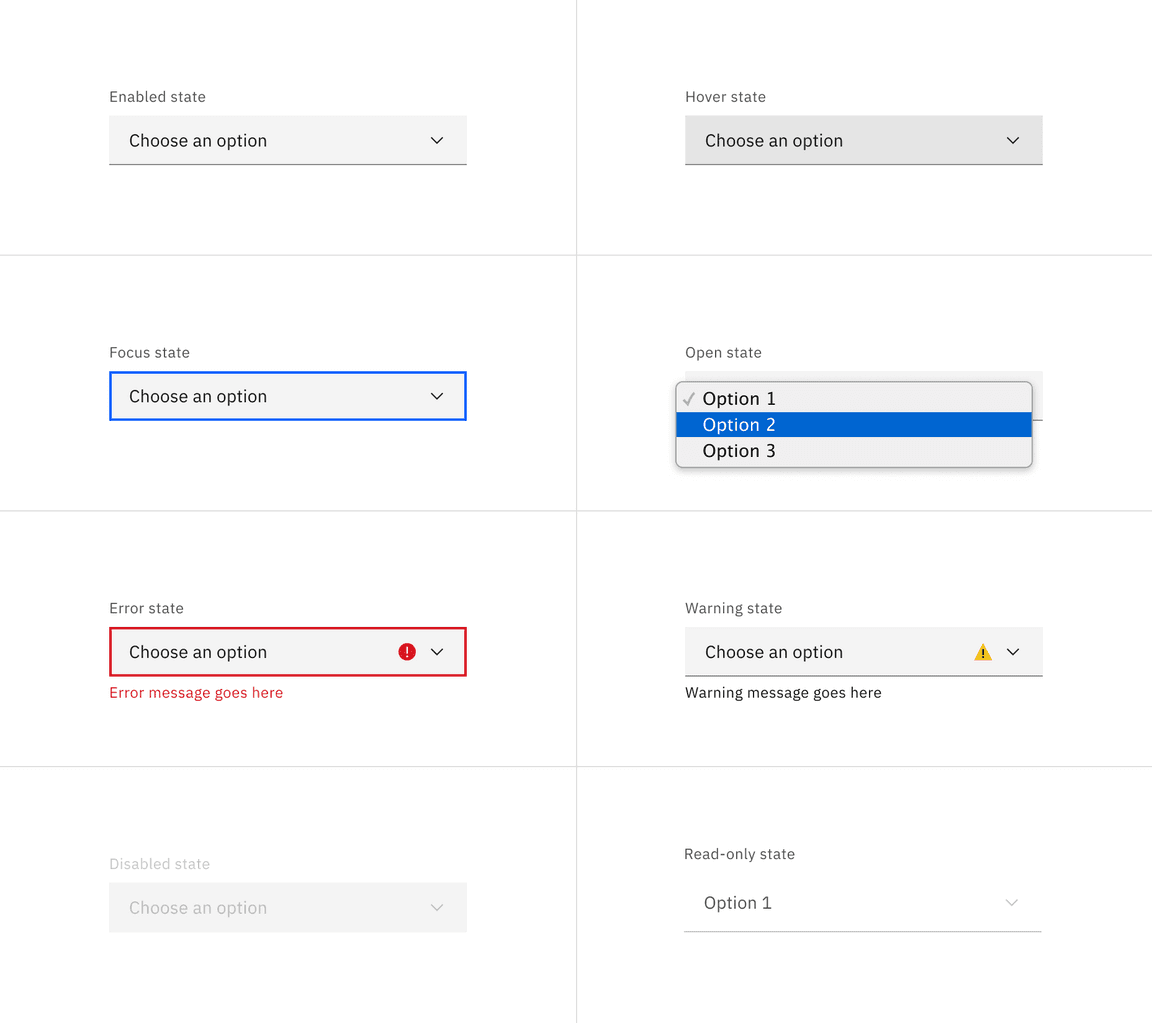 Enabled state
Choose an option
Hover state
Choose an option
Focus state
Choose an option
Open state
Option 1
Option 2
Option 3
Error state
Choose an option
Error message goes here
Warning state
Choose an option
Warning message goes here
Disabled state
Choose an option
Read-only state
Option 1